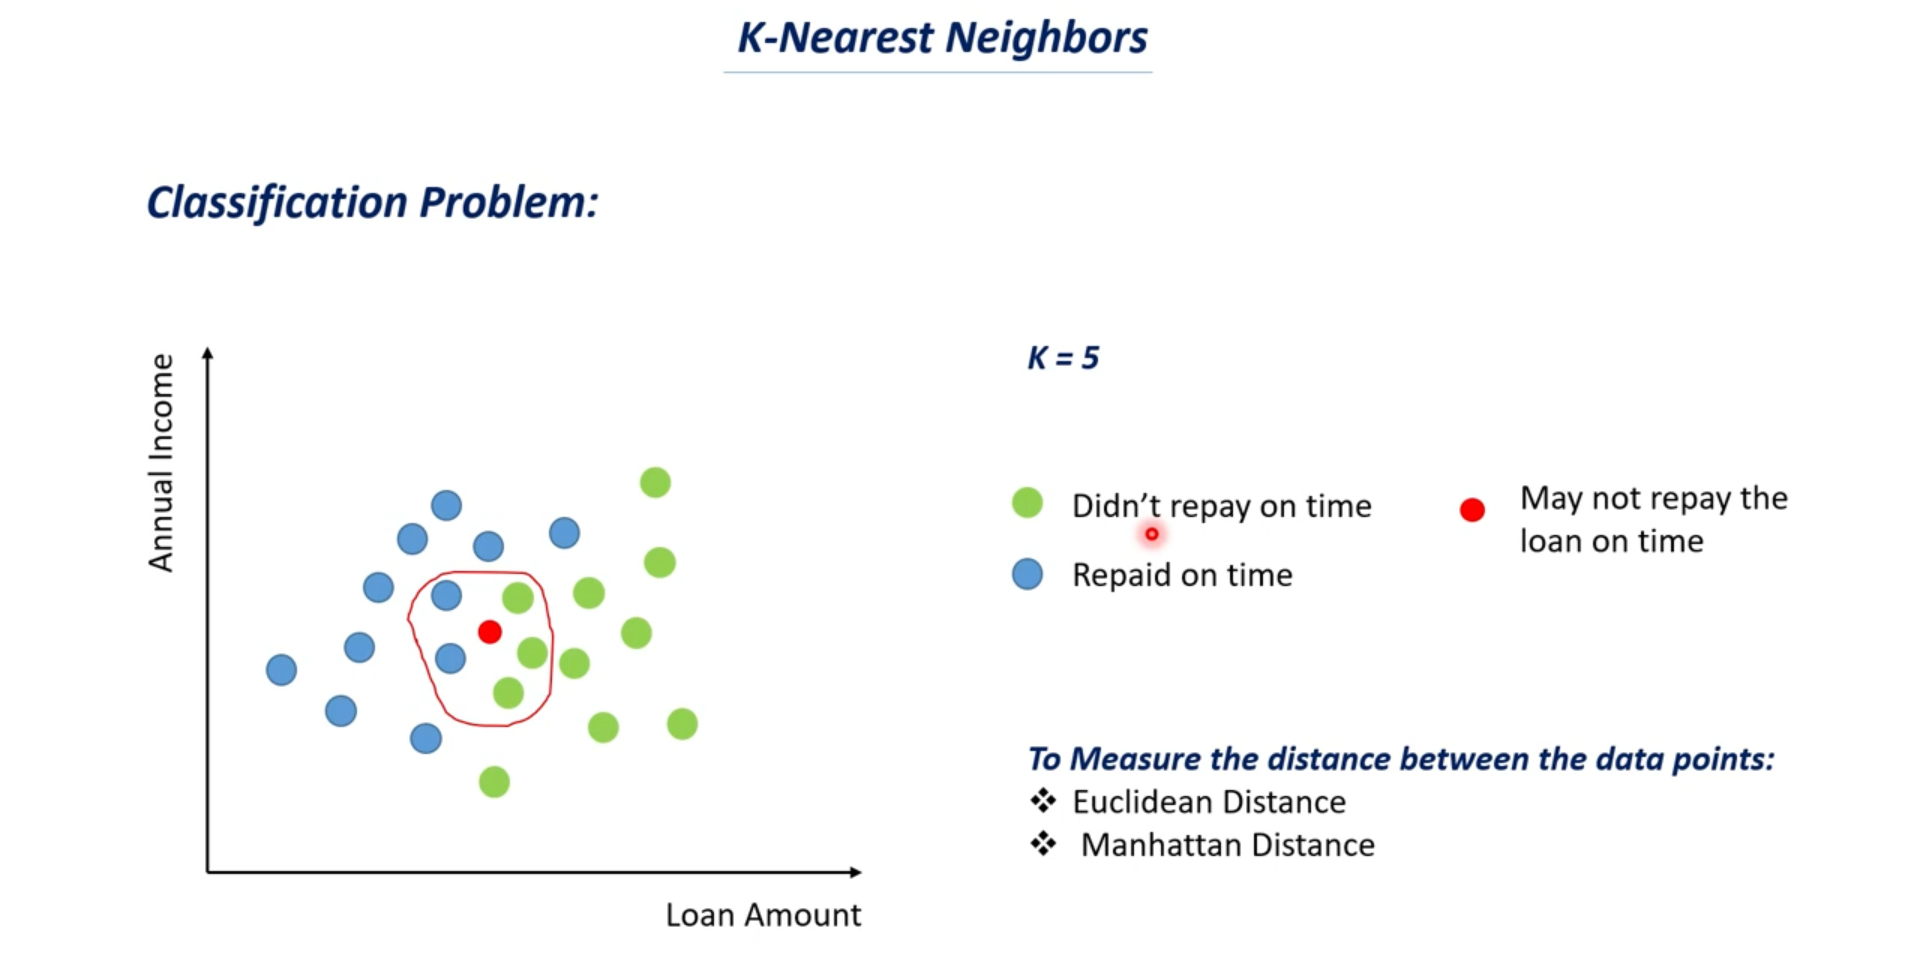 K-Nearest Neighbors
Classification Problem:
Annual Income
Loan Amount
K = 5
Didn't repay on time
Repaid on time
May not repay the
loan on time
To Measure the distance between the data points:
❖ Euclidean Distance
❖ Manhattan Distance